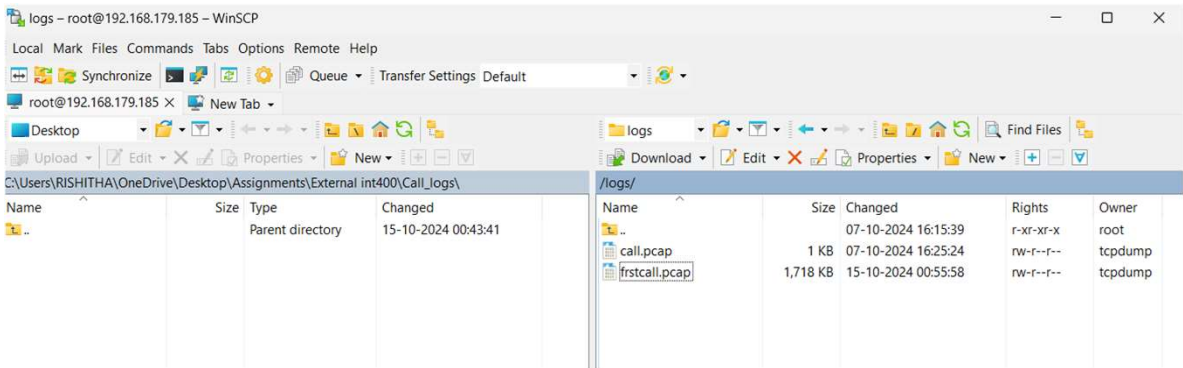 logs – root@192.168.179.185 – WinSCP
Local Mark Files Commands Tabs Options Remote Help
Synchronize Queue Transfer Settings Default
root@192.168.179.185 New Tab
Desktop logs Find Files
Upload Edit Properties New Download Edit Properties New
C:\Users\RISHITHA\OneDrive\Desktop\Assignments\External int400\Call_logs\ /logs/
Name Size Type Changed Name Size Changed Rights Owner
.. Parent directory 15-10-2024 00:43:41 .. 07-10-2024 16:15:39 r-xr-xr-x root
call.pcap 1 KB 07-10-2024 16:25:24 rw-r--r-- tcpdump
frstcall.pcap 1,718 KB 15-10-2024 00:55:58 rw-r--r-- tcpdump